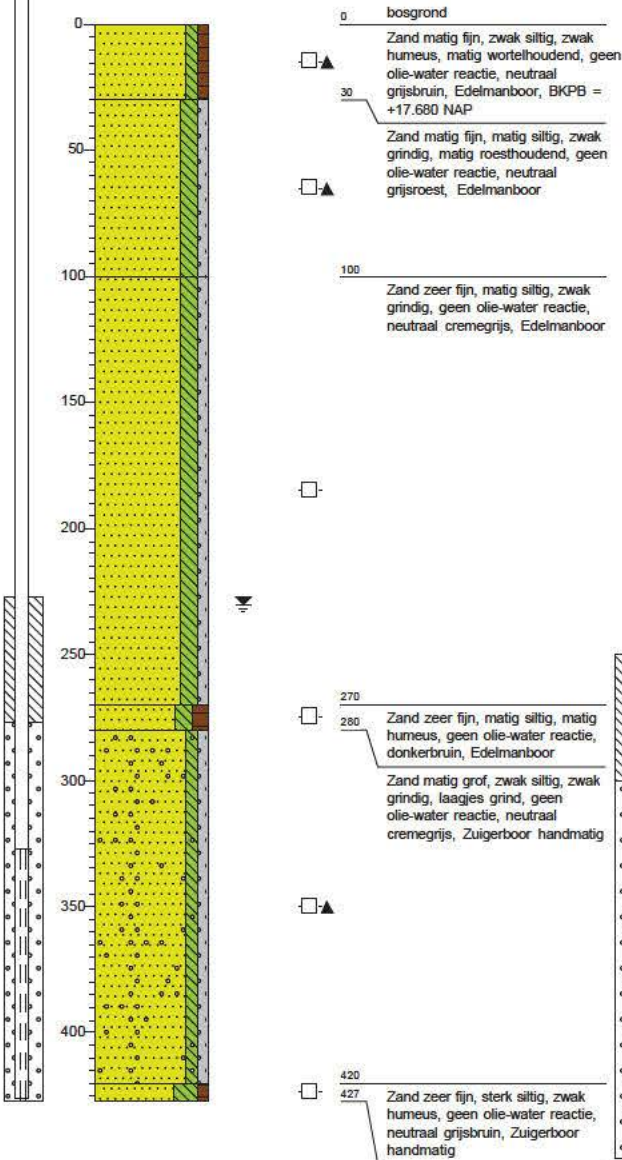 0
50
100
150
200
250
300
350
400
0
bosgrond
Zand matig fijn, zwak siltig, zwak
humeus, matig wortelhoudend, geen
olie-water reactie, neutraal
grijsbruin, Edelmanboor, BKPB =
+17.680 NAP
30
Zand matig fijn, matig siltig, zwak
grindig, matig roesthoudend, geen
olie-water reactie, neutraal
grijsroest, Edelmanboor
100
Zand zeer fijn, matig siltig, zwak
grindig, geen olie-water reactie,
neutraal cremegrijs, Edelmanboor
270
Zand zeer fijn, matig siltig, matig
humeus, geen olie-water reactie,
donkerbruin, Edelmanboor
280
Zand matig grof, zwak siltig, zwak
grindig, laagjes grind, geen
olie-water reactie, neutraal
cremegrijs, Zuigerboor handmatig
420
Zand zeer fijn, sterk siltig, zwak
humeus, geen olie-water reactie,
neutraal grijsbruin, Zuigerboor
handmatig
427